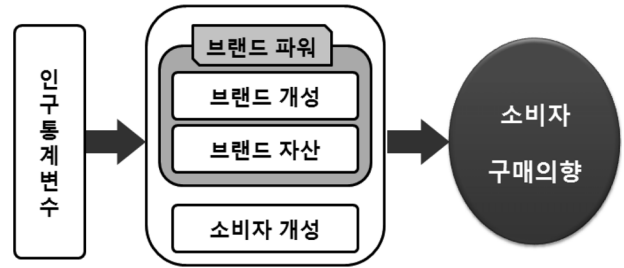 인구통계변수
브랜드 파워
브랜드 개성
브랜드 자산
소비자 개성
소비자
구매의향